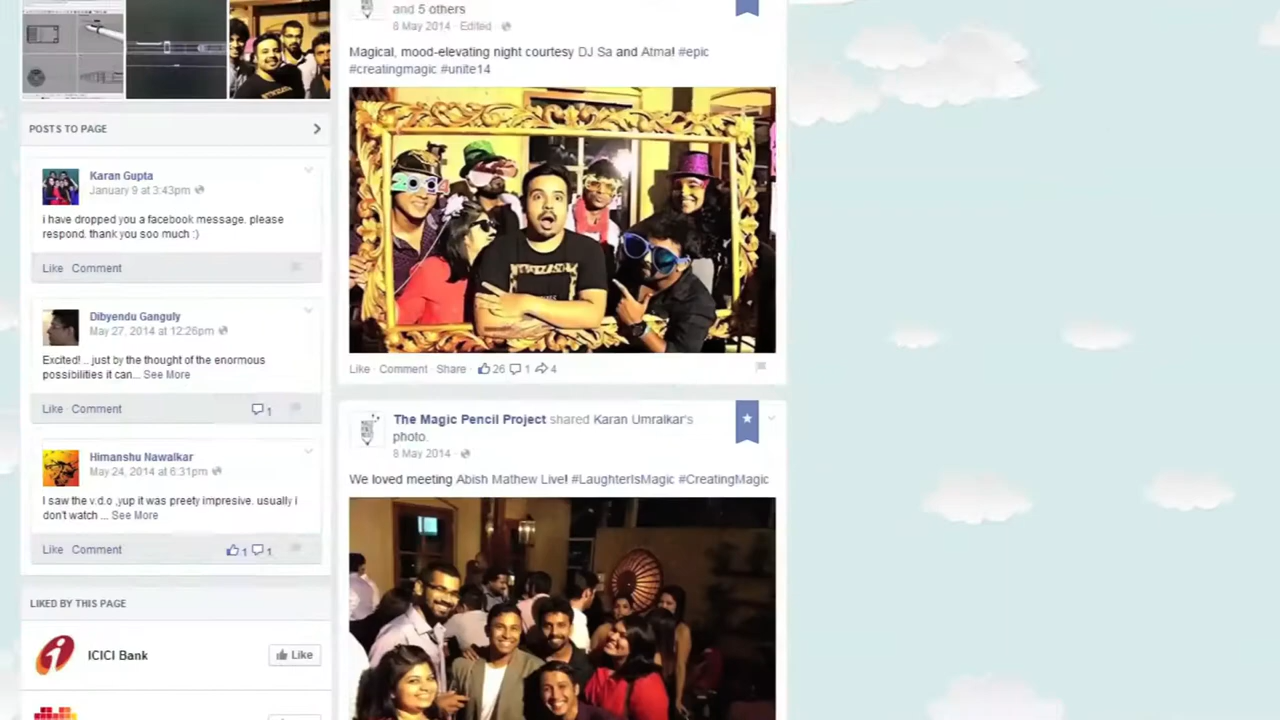 POSTS TO PAGE
Karan Gupta
January 9 at 3:43pm
i have dropped you a facebook message. please
respond. thank you soo much :)
Like · Comment
Dibyendu Ganguly
May 27, 2014 at 12:26pm
Excited!... just by the thought of the enormous
possibilities it can... See More
Like · Comment
1
Himanshu Nawalkar
May 24, 2014 at 6:31pm
I saw the v.d.o ,yup it was preety impresive. usually i
don't watch ... See More
Like · Comment
1 1
LIKED BY THIS PAGE
ICICI Bank
Like
and 5 others
8 May 2014 · Edited ·
Magical, mood-elevating night courtesy DJ Sa and Atma! #epic
#creatingmagic #unite14
2014
Like · Comment · Share · 26 1 4
The Magic Pencil Project shared Karan Umralkar's
photo.
8 May 2014 ·
We loved meeting Abish Mathew Live! #LaughterIsMagic #CreatingMagic